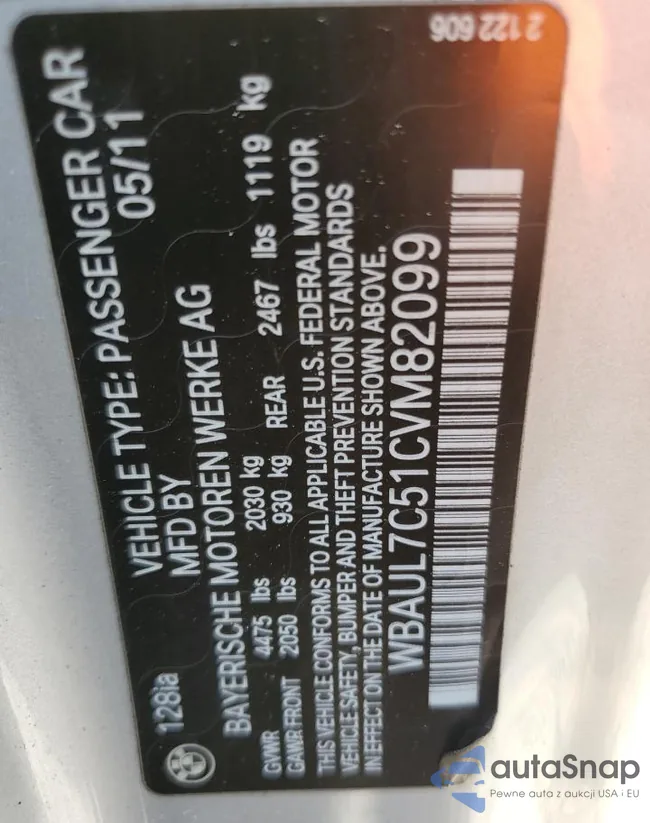 128ia
VEHICLE TYPE: PASSENGER CAR
MFD BY 05/11
BAYERISCHE MOTOREN WERKE AG
GVWR 4475 lbs 2030 kg
GAWR FRONT 2050 lbs 930 kg REAR 2467 lbs 1119 kg
THIS VEHICLE CONFORMS TO ALL APPLICABLE U.S. FEDERAL MOTOR
VEHICLE SAFETY, BUMPER AND THEFT PREVENTION STANDARDS
IN EFFECT ON THE DATE OF MANUFACTURE SHOWN ABOVE.
WBAUL7C51CVM82099
2 122 606
autaSnap
Pewne auta z aukcji USA i EU